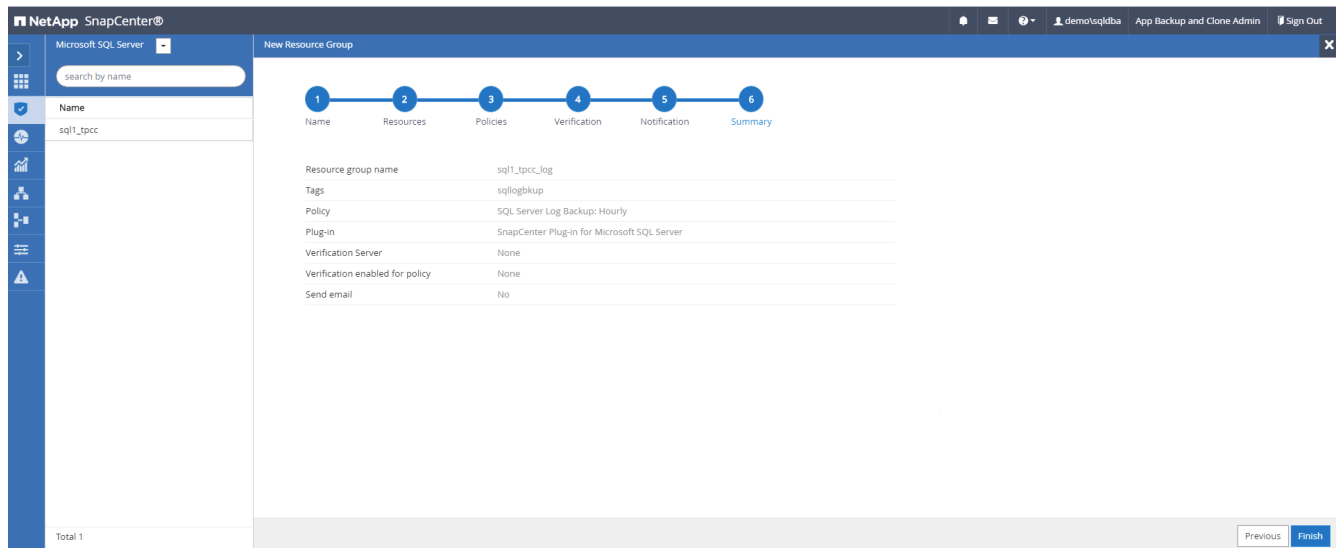 NetApp SnapCenter®
demo\sqldba App Backup and Clone Admin Sign Out
Microsoft SQL Server
New Resource Group
search by name
Name
sql1_tpcc
1 2 3 4 5 6
Name Resources Policies Verification Notification Summary
Resource group name sql1_tpcc_log
Tags sqllogbkup
Policy SQL Server Log Backup: Hourly
Plug-in SnapCenter Plug-in for Microsoft SQL Server
Verification Server None
Verification enabled for policy None
Send email No
Total 1
Previous Finish